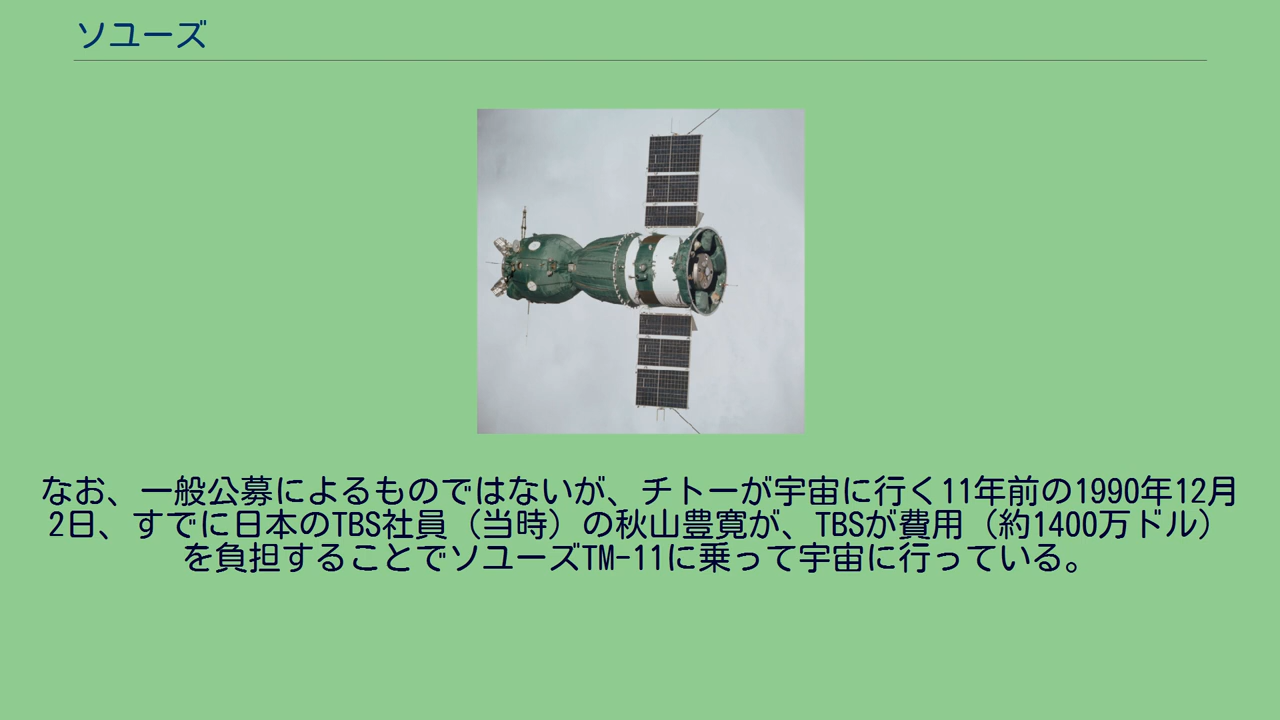 ソユーズ
なお、一般公募によるものではないが、チトーが宇宙に行く11年前の1990年12月
2日、すでに日本のTBS社員（当時）の秋山豊寛が、TBSが費用（約1400万ドル）
を負担することでソユーズTM-11に乗って宇宙に行っている。